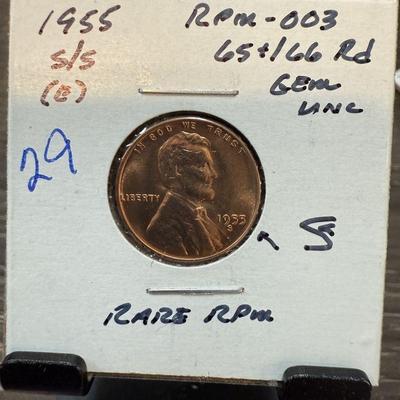 1955
S/S
(E)
RPM-003
65+/66 Rd
GEM
UNC
29
IN GOD WE TRUST
LIBERTY
1955
S
S
RARE RPM